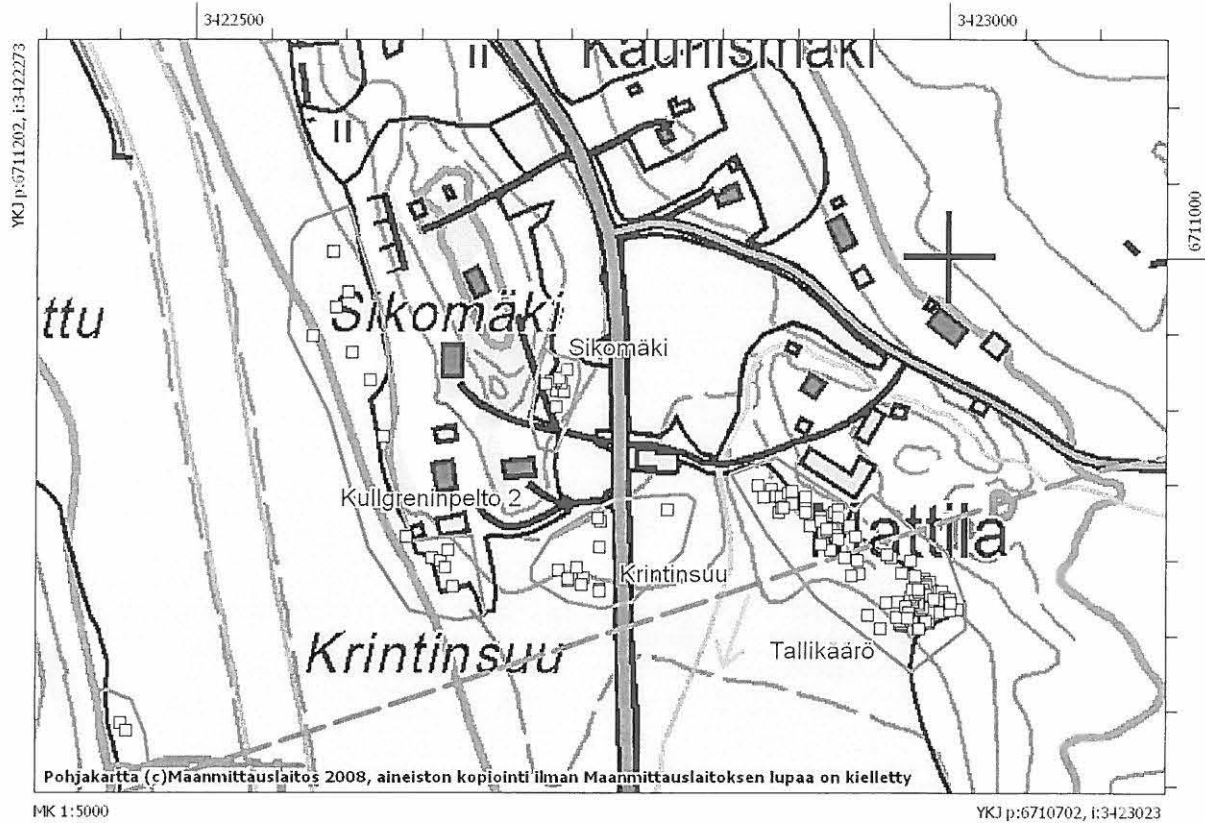 3422500
3423000
YKJ p:6711202, i:3422273
6711000
Kaunismäki
II
II
ttu
Sikomäki
Sikomäki
Kullgreninpelto 2
Mattila
Krintinsuu
Krintinsuu
Tallikäärö
Pohjakartta (c)Maanmittauslaitos 2008, aineiston kopiointi ilman Maanmittauslaitoksen lupaa on kielletty
MK 1:5000
YKJ p:6710702, i:3423023